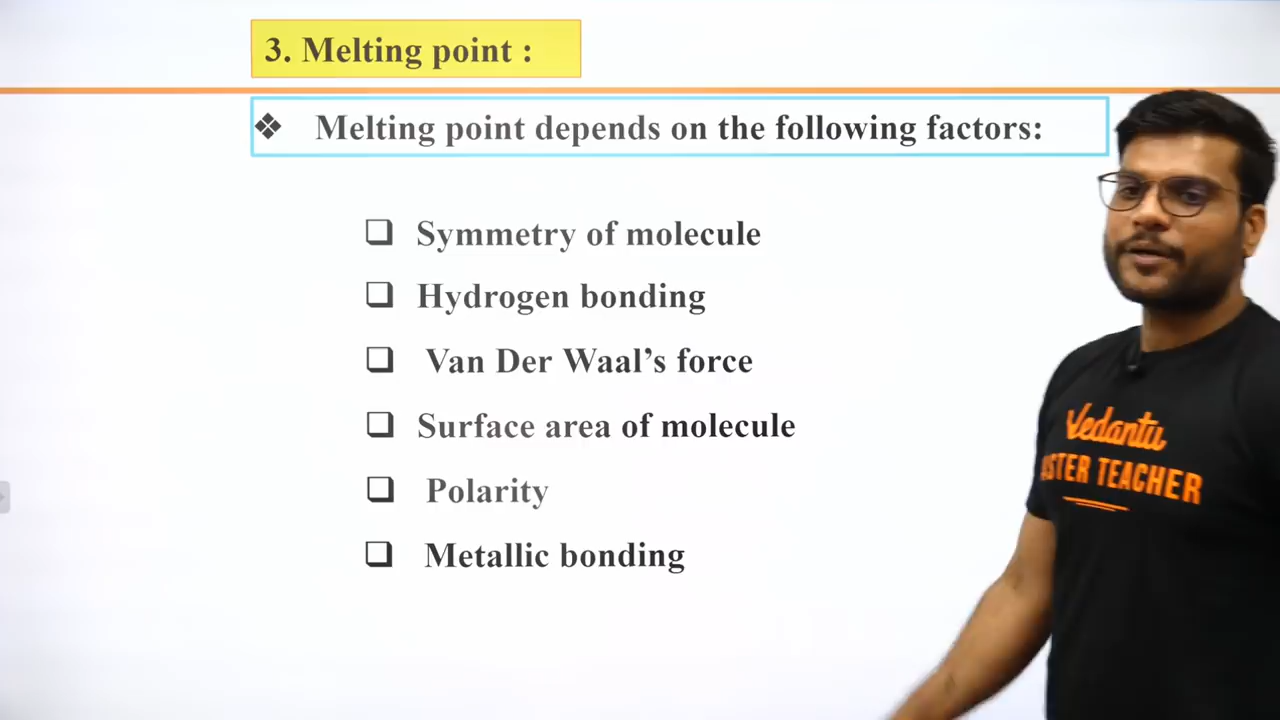 3. Melting point :
❖ Melting point depends on the following factors:
❑ Symmetry of molecule
❑ Hydrogen bonding
❑ Van Der Waal’s force
❑ Surface area of molecule
❑ Polarity
❑ Metallic bonding
Vedantu
TEACHER